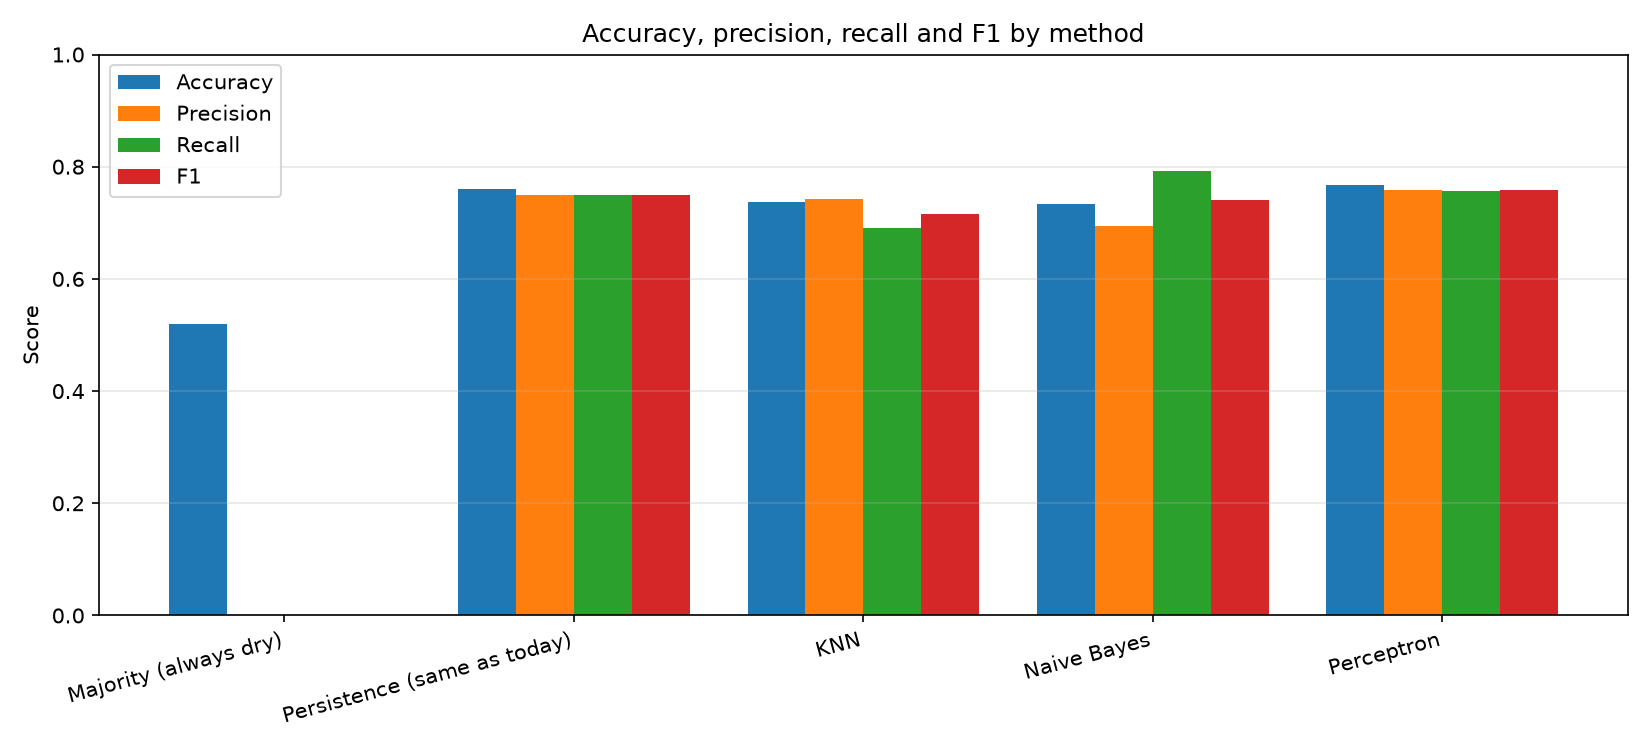 Accuracy, precision, recall and F1 by method
1.0
0.8
0.6
0.4
0.2
0.0
Score
Accuracy
Precision
Recall
F1
Majority (always dry)
Persistence (same as today)
KNN
Naive Bayes
Perceptron